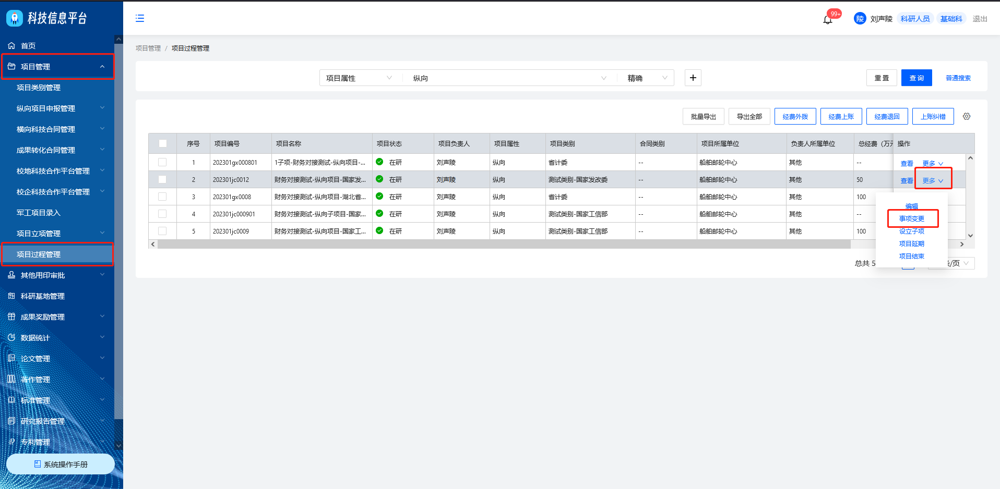 科技信息平台
99+
陵 刘声陵 科研人员 基础科 退出
首页
项目管理
项目类别管理
纵向项目申报管理
横向科技合同管理
成果转化合同管理
校地科技合作平台管理
校企科技合作平台管理
军工项目录入
项目立项管理
项目过程管理
其他用印审批
科研基地管理
成果奖励管理
数据统计
论文管理
著作管理
标准管理
研究报告管理
专利管理
系统操作手册
项目管理 / 项目过程管理
项目属性 纵向 精确 + 重置 查询 普通搜索
批量导出 导出全部 经费外拨 经费上账 经费退回 上账纠错
序号 项目编号 项目名称 项目状态 项目负责人 项目属性 项目类别 合同类别 项目所属单位 负责人所属单位 总经费（万元 操作
1 202301gx000801 1子项-财务对接测试-纵向项目-... 在研 刘声陵 纵向 省计委 -- 船舶邮轮中心 其他 -- 查看 更多
2 202301jc0012 财务对接测试-纵向项目-国家发... 在研 刘声陵 纵向 测试类别-国家发改委 -- 船舶邮轮中心 其他 50 查看 更多
3 202301gx0008 财务对接测试-纵向项目-湖北省... 在研 刘声陵 纵向 省计委 -- 船舶邮轮中心 其他 100
4 202301jc000901 财务对接测试-纵向子项目-国家... 在研 刘声陵 纵向 测试类别-国家工信部 -- 船舶邮轮中心 其他 --
5 202301jc0009 财务对接测试-纵向项目-国家工... 在研 刘声陵 纵向 测试类别-国家工信部 -- 船舶邮轮中心 其他 100
编辑
事项变更
设立子项
项目延期
项目结束
总共 5 条/页